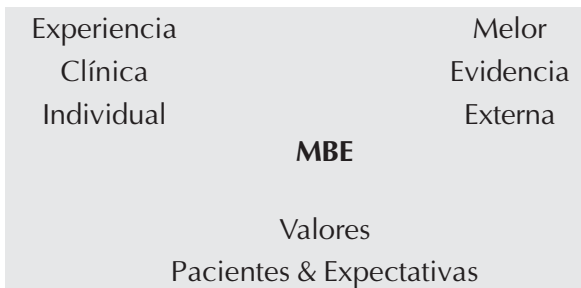 Experiencia
Clínica
Individual
Melor
Evidencia
Externa
MBE
Valores
Pacientes & Expectativas